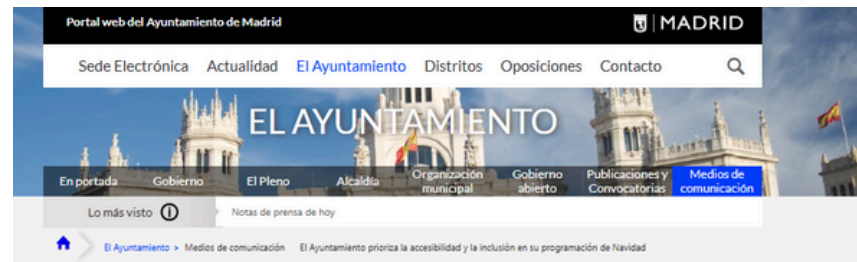 Portal web del Ayuntamiento de Madrid
MADRID
Sede Electrónica Actualidad El Ayuntamiento Distritos Oposiciones Contacto
EL AYUNTAMIENTO
En portada Gobierno El Pleno Alcaldía Organización municipal Gobierno abierto Publicaciones y Convocatorias Medios de comunicación
Lo más visto Notas de prensa de hoy
El Ayuntamiento > Medios de comunicación El Ayuntamiento prioriza la accesibilidad y la inclusión en su programación de Navidad